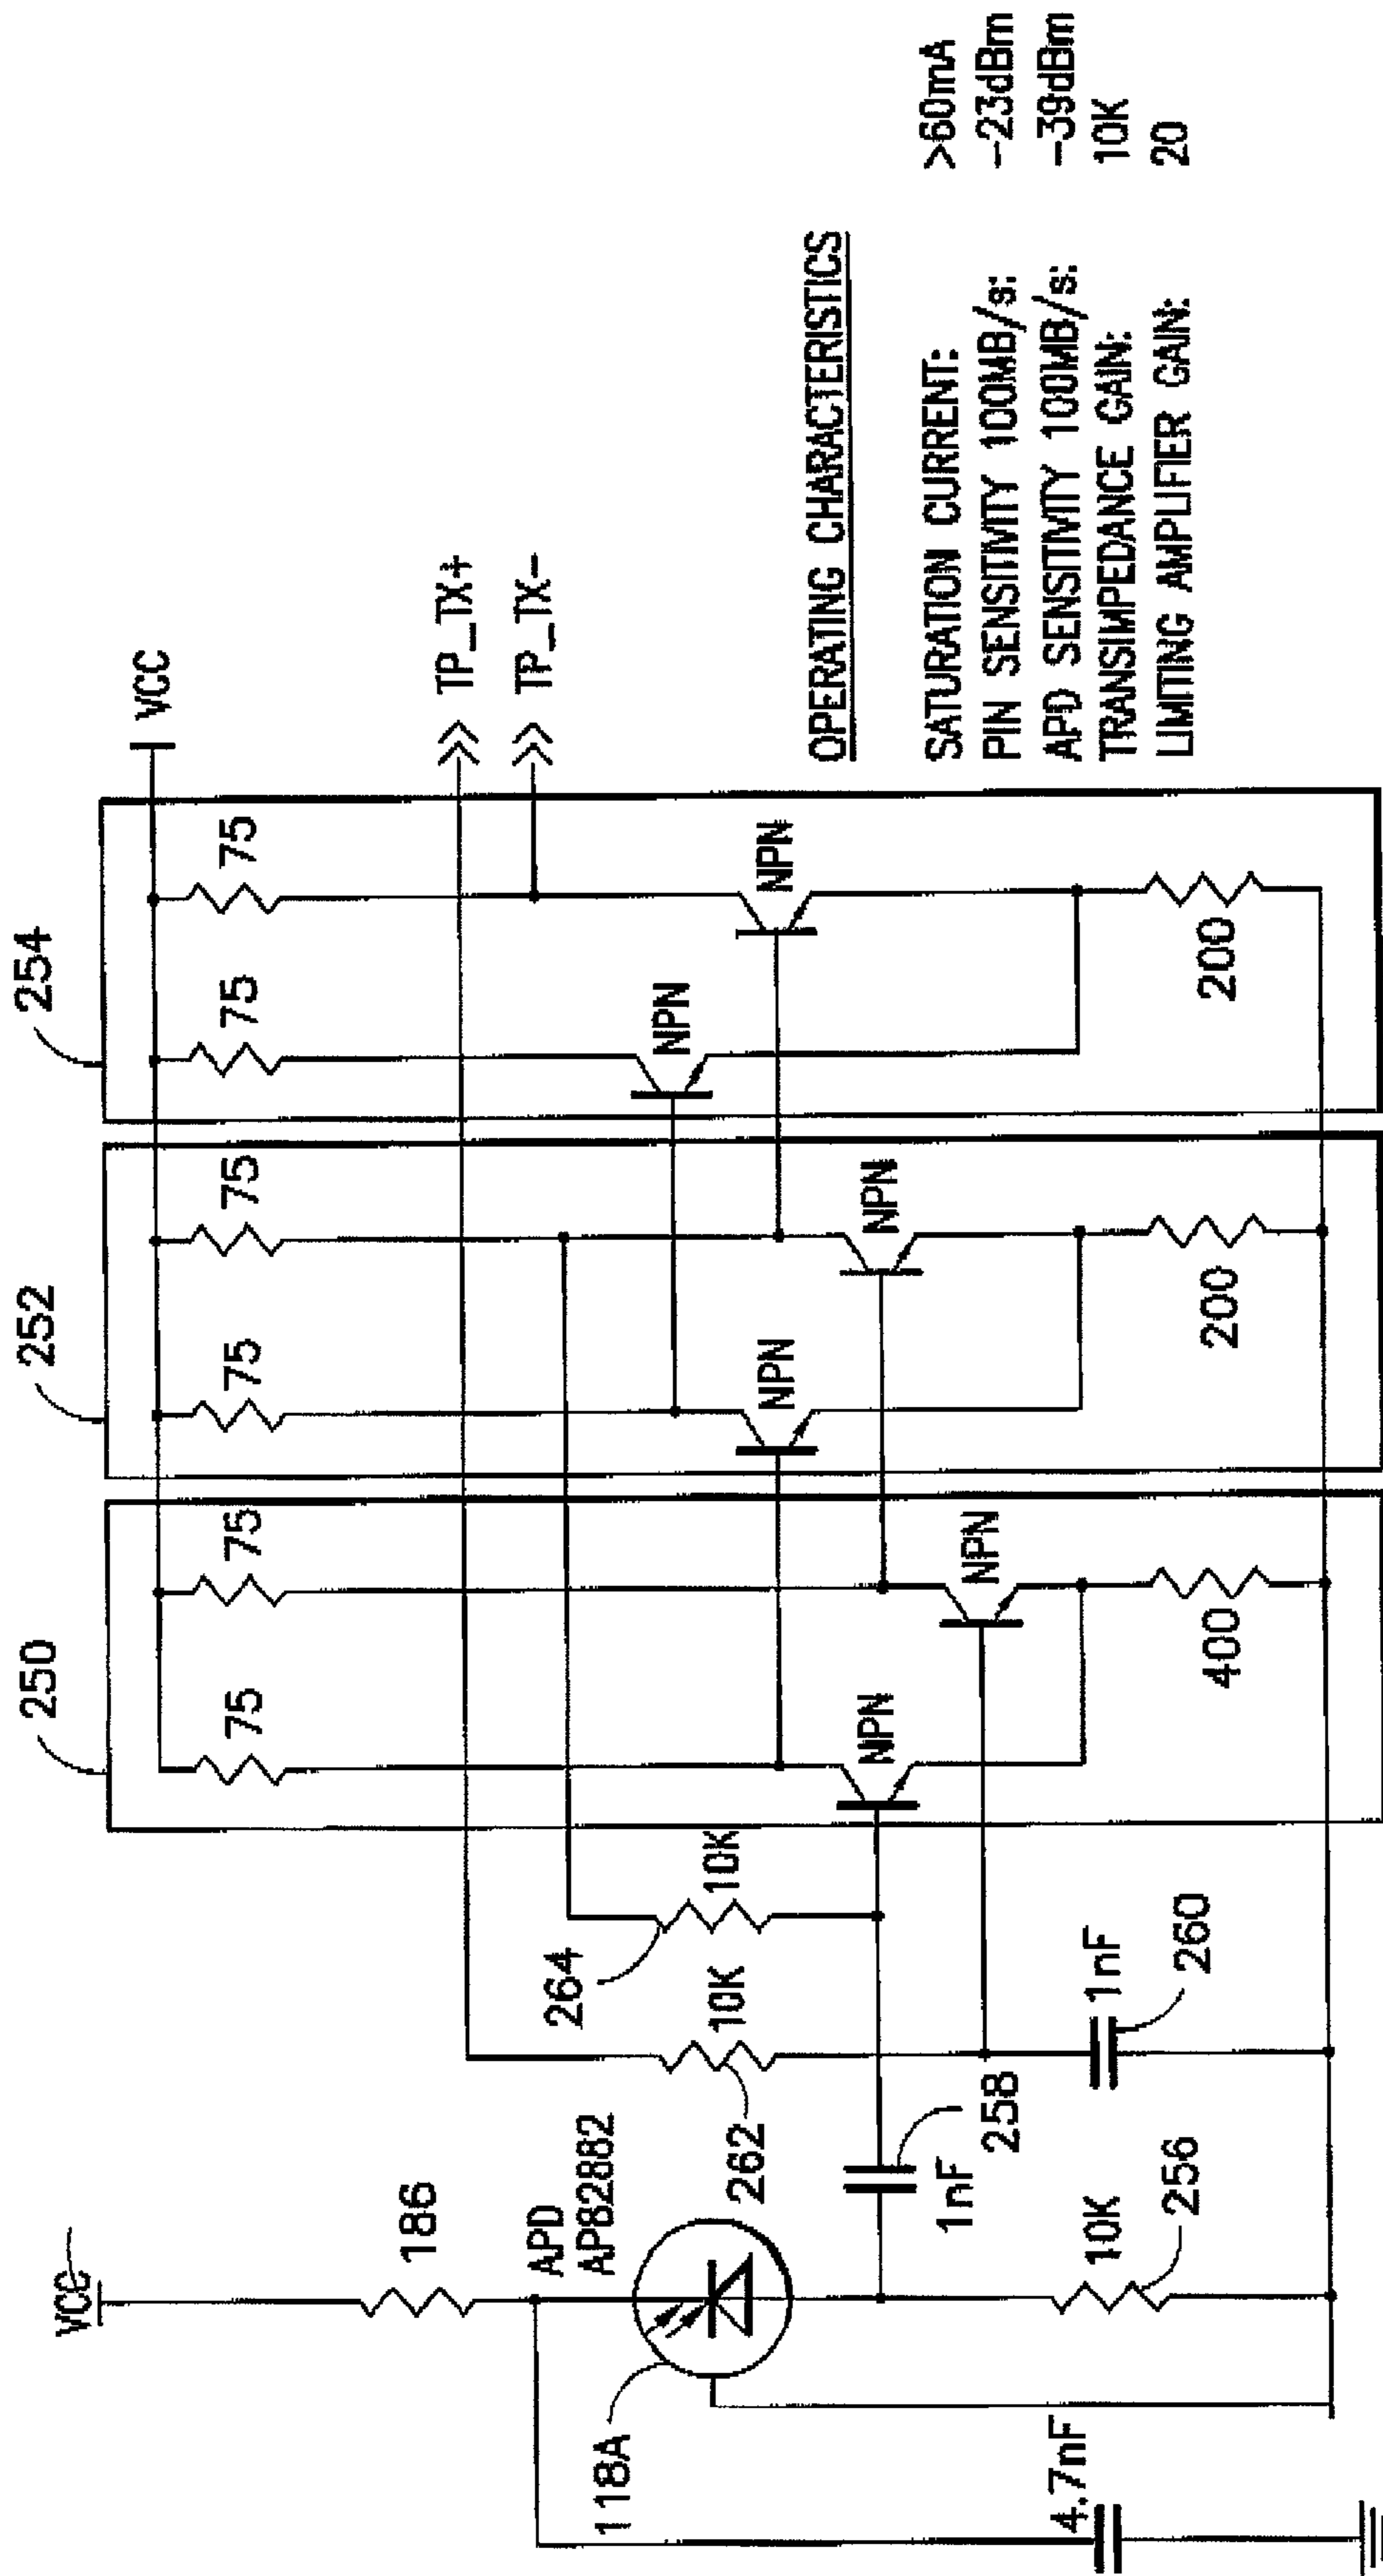 254
252
250
VCC
75
75
75
75
75
75
VCC
186
TP_TX+
TP_TX-
APD
AP82882
264
10K
262
10K
NPN
NPN
NPN
NPN
NPN
NPN
118A
1nF
258
1nF
260
10K
256
4.7nF
400
200
200
OPERATING CHARACTERISTICS
SATURATION CURRENT: >60mA
PIN SENSITIVITY 100MB/s: -23dBm
APD SENSITIVITY 100MB/s: -39dBm
TRANSIMPEDANCE GAIN: 10K
LIMITING AMPLIFIER GAIN: 20